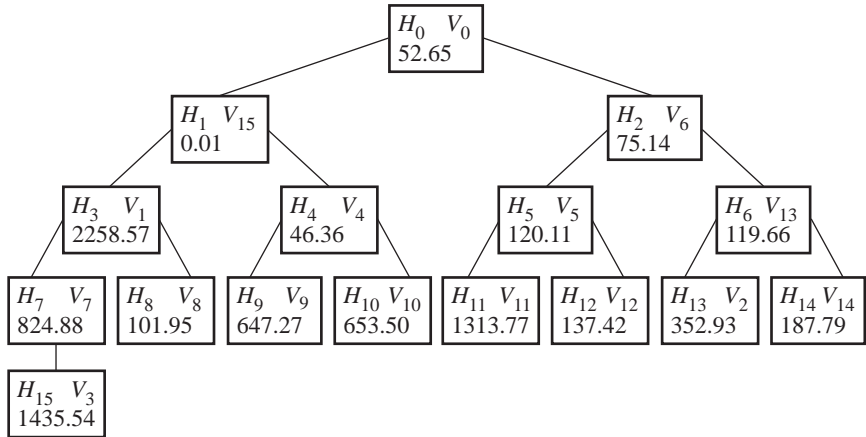 H₀ V₀
52.65
H₁ V₁₅
0.01
H₂ V₆
75.14
H₃ V₁
2258.57
H₄ V₄
46.36
H₅ V₅
120.11
H₆ V₁₃
119.66
H₇ V₇
824.88
H₈ V₈
101.95
H₉ V₉
647.27
H₁₀ V₁₀
653.50
H₁₁ V₁₁
1313.77
H₁₂ V₁₂
137.42
H₁₃ V₂
352.93
H₁₄ V₁₄
187.79
H₁₅ V₃
1435.54